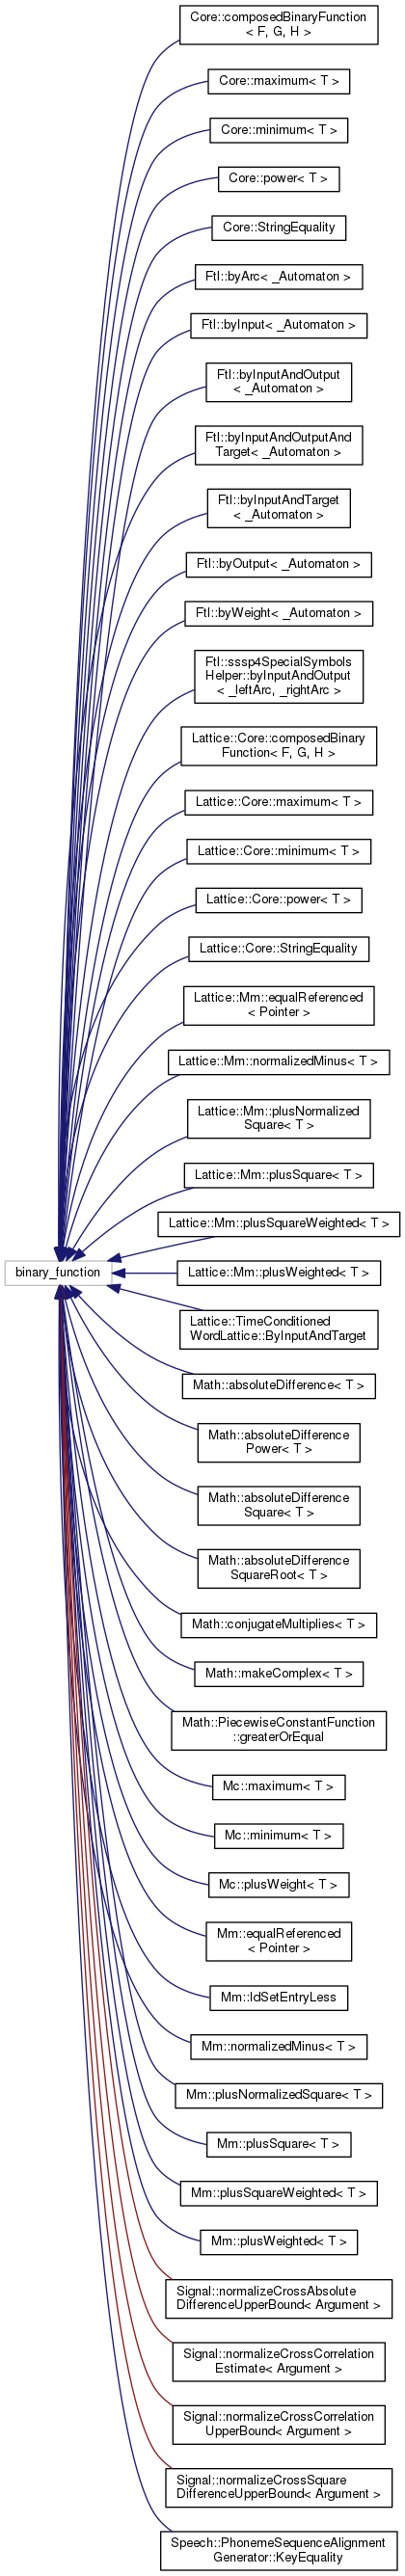 Core::composedBinaryFunction
< F, G, H >
Core::maximum< T >
Core::minimum< T >
Core::power< T >
Core::StringEquality
Ftl::byArc< _Automaton >
Ftl::byInput< _Automaton >
Ftl::byInputAndOutput
< _Automaton >
Ftl::byInputAndOutputAnd
Target< _Automaton >
Ftl::byInputAndTarget
< _Automaton >
Ftl::byOutput< _Automaton >
Ftl::byWeight< _Automaton >
Ftl::sssp4SpecialSymbols
Helper::byInputAndOutput
< _leftArc, _rightArc >
Lattice::Core::composedBinary
Function< F, G, H >
Lattice::Core::maximum< T >
Lattice::Core::minimum< T >
Lattice::Core::power< T >
Lattice::Core::StringEquality
Lattice::Mm::equalReferenced
< Pointer >
Lattice::Mm::normalizedMinus< T >
Lattice::Mm::plusNormalized
Square< T >
Lattice::Mm::plusSquare< T >
Lattice::Mm::plusSquareWeighted< T >
binary_function
Lattice::Mm::plusWeighted< T >
Lattice::TimeConditioned
WordLattice::ByInputAndTarget
Math::absoluteDifference< T >
Math::absoluteDifference
Power< T >
Math::absoluteDifference
Square< T >
Math::absoluteDifference
SquareRoot< T >
Math::conjugateMultiplies< T >
Math::makeComplex< T >
Math::PiecewiseConstantFunction
::greaterOrEqual
Mc::maximum< T >
Mc::minimum< T >
Mc::plusWeight< T >
Mm::equalReferenced
< Pointer >
Mm::IdSetEntryLess
Mm::normalizedMinus< T >
Mm::plusNormalizedSquare< T >
Mm::plusSquare< T >
Mm::plusSquareWeighted< T >
Mm::plusWeighted< T >
Signal::normalizeCrossAbsolute
DifferenceUpperBound< Argument >
Signal::normalizeCrossCorrelation
Estimate< Argument >
Signal::normalizeCrossCorrelation
UpperBound< Argument >
Signal::normalizeCrossSquare
DifferenceUpperBound< Argument >
Speech::PhonemeSequenceAlignment
Generator::KeyEquality